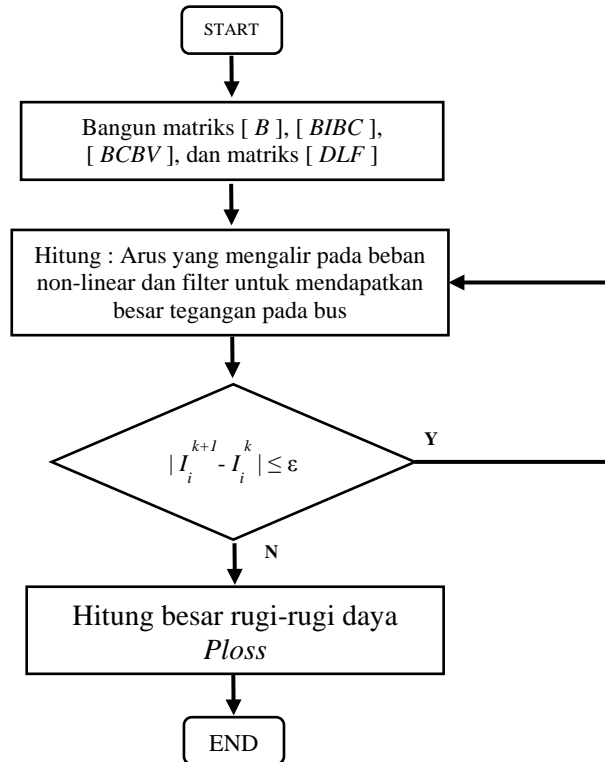 START
Bangun matriks [ B ], [ BIBC ],
[ BCBV ], dan matriks [ DLF ]
Hitung : Arus yang mengalir pada beban
non-linear dan filter untuk mendapatkan
besar tegangan pada bus
| I_i^{k+1} - I_i^k | ≤ ε
Y
N
Hitung besar rugi-rugi daya
Ploss
END